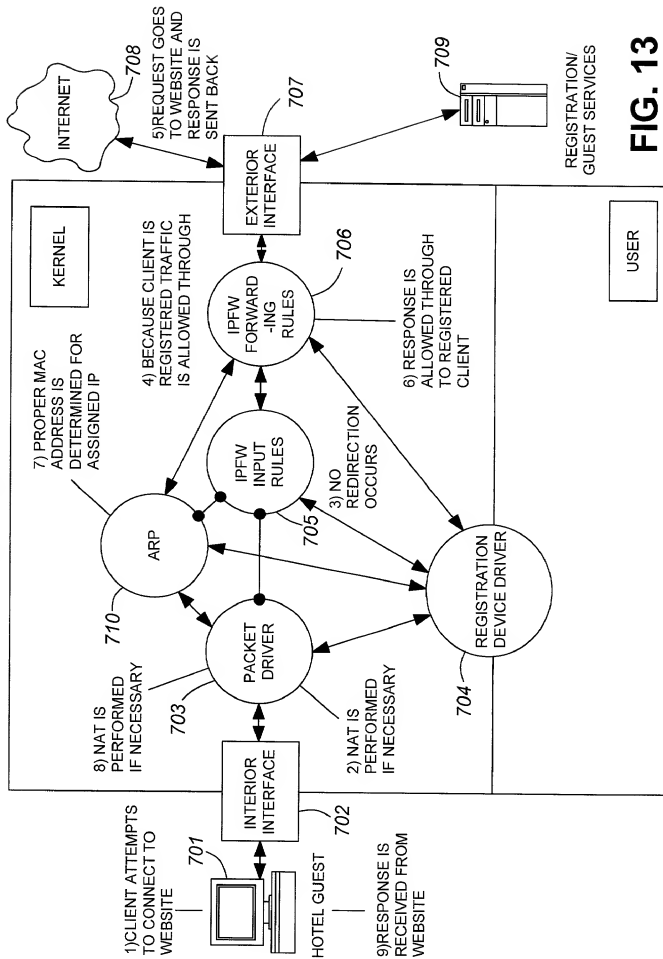 1)CLIENT ATTEMPTS
TO CONNECT TO
WEBSITE
701
HOTEL GUEST
9)RESPONSE IS
RECEIVED FROM
WEBSITE
INTERIOR
INTERFACE
702
8) NAT IS
PERFORMED
IF NECESSARY
703
PACKET
DRIVER
2) NAT IS
PERFORMED
IF NECESSARY
7) PROPER MAC
ADDRESS IS
DETERMINED FOR
ASSIGNED IP
ARP
710
IPFW
INPUT
RULES
705
3) NO
REDIRECTION
OCCURS
REGISTRATION
DEVICE DRIVER
704
KERNEL
4) BECAUSE CLIENT IS
REGISTERED TRAFFIC
IS ALLOWED THROUGH
IPFW
FORWARD
-ING
RULES
706
6) RESPONSE IS
ALLOWED THROUGH
TO REGISTERED
CLIENT
USER
INTERNET
708
5)REQUEST GOES
TO WEBSITE AND
RESPONSE IS
SENT BACK
EXTERIOR
INTERFACE
707
709
REGISTRATION/
GUEST SERVICES
FIG. 13